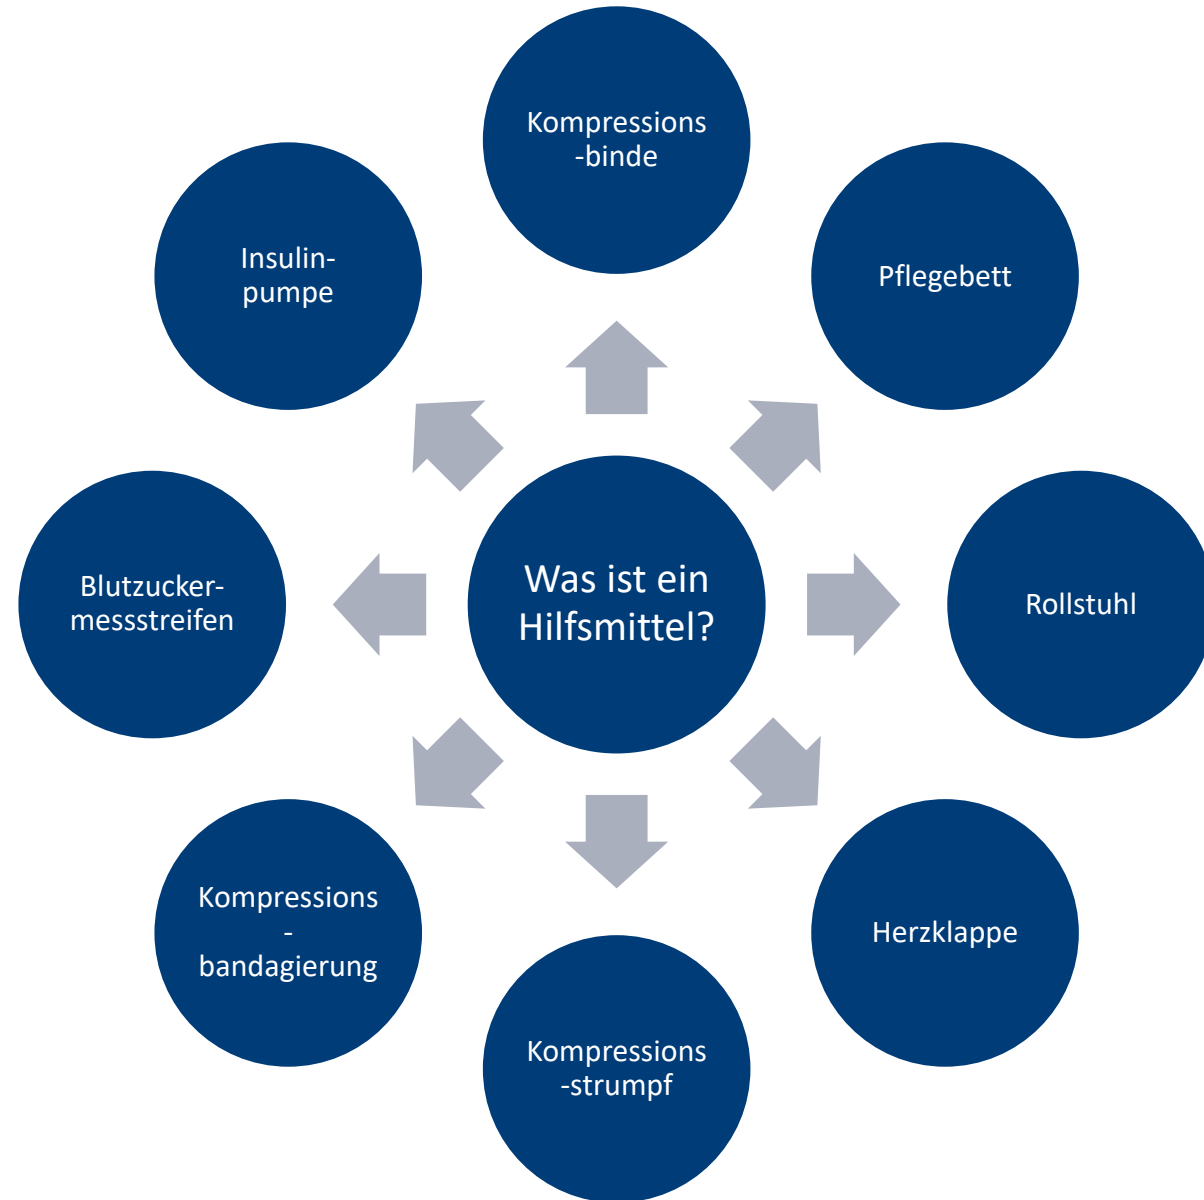 Was ist ein
Hilfsmittel?
Kompressions
-binde
Pflegebett
Rollstuhl
Herzklappe
Kompressions
-strumpf
Kompressions
-
bandagierung
Blutzucker-
messstreifen
Insulin-
pumpe